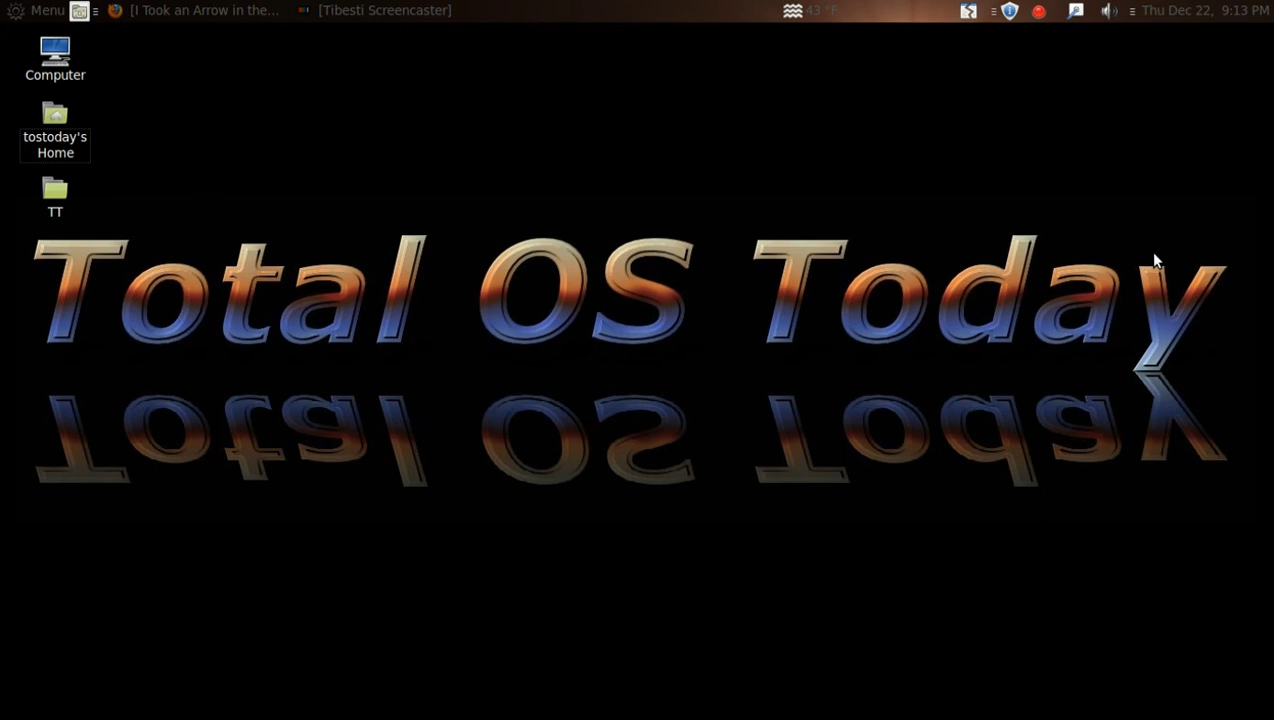 Menu [I Took an Arrow in the... [Tibesti Screencaster] 43 °F Thu Dec 22, 9:13 PM
Computer
tostoday's
Home
TT
Total OS Today